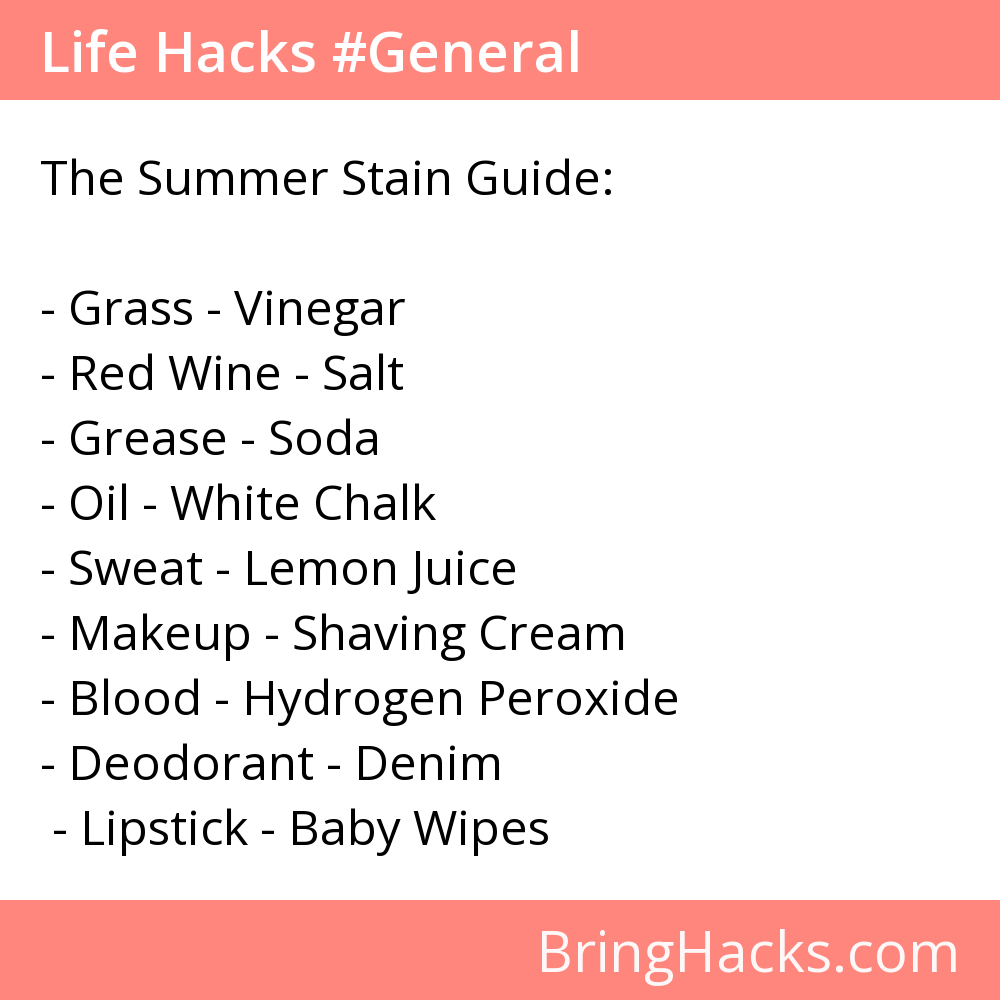 Life Hacks #General
The Summer Stain Guide:
- Grass - Vinegar
- Red Wine - Salt
- Grease - Soda
- Oil - White Chalk
- Sweat - Lemon Juice
- Makeup - Shaving Cream
- Blood - Hydrogen Peroxide
- Deodorant - Denim
- Lipstick - Baby Wipes
BringHacks.com